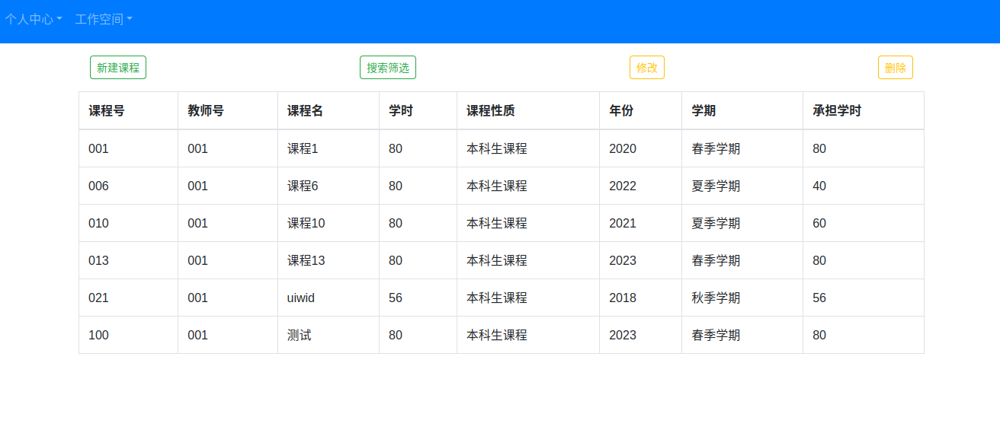 个人中心 工作空间
新建课程 搜索筛选 修改 删除
课程号 教师号 课程名 学时 课程性质 年份 学期 承担学时
001 001 课程1 80 本科生课程 2020 春季学期 80
006 001 课程6 80 本科生课程 2022 夏季学期 40
010 001 课程10 80 本科生课程 2021 夏季学期 60
013 001 课程13 80 本科生课程 2023 春季学期 80
021 001 uiwid 56 本科生课程 2018 秋季学期 56
100 001 测试 80 本科生课程 2023 春季学期 80